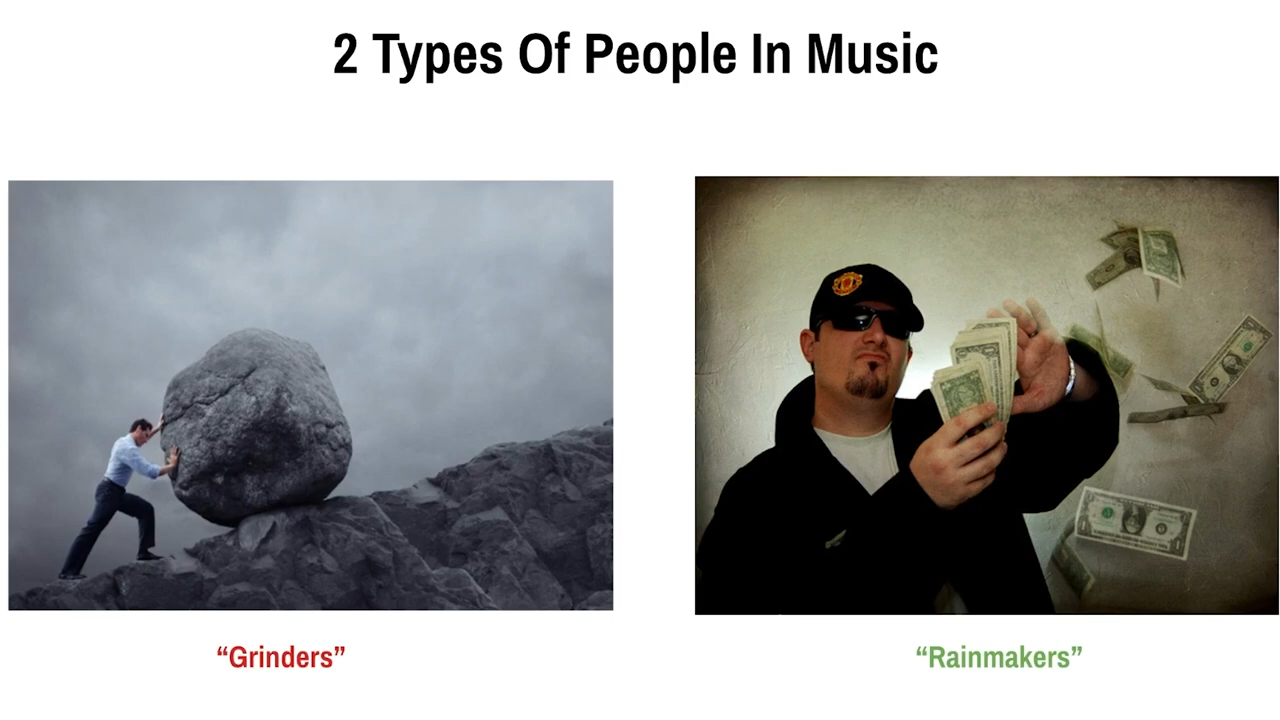 2 Types Of People In Music
“Grinders”
“Rainmakers”